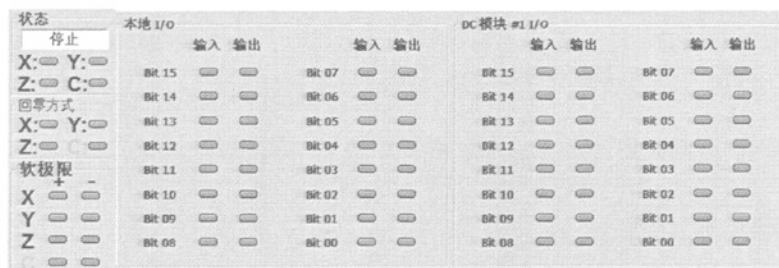 状态
停止
X: Y:
Z: C:
回零方式
X: Y:
Z: C:
软极限
+ -
X
Y
Z
C
本地 I/O
输入 输出 输入 输出
Bit 15 Bit 07
Bit 14 Bit 06
Bit 13 Bit 05
Bit 12 Bit 04
Bit 11 Bit 03
Bit 10 Bit 02
Bit 09 Bit 01
Bit 08 Bit 00
DC 模块 #1 I/O
输入 输出 输入 输出
Bit 15 Bit 07
Bit 14 Bit 06
Bit 13 Bit 05
Bit 12 Bit 04
Bit 11 Bit 03
Bit 10 Bit 02
Bit 09 Bit 01
Bit 08 Bit 00